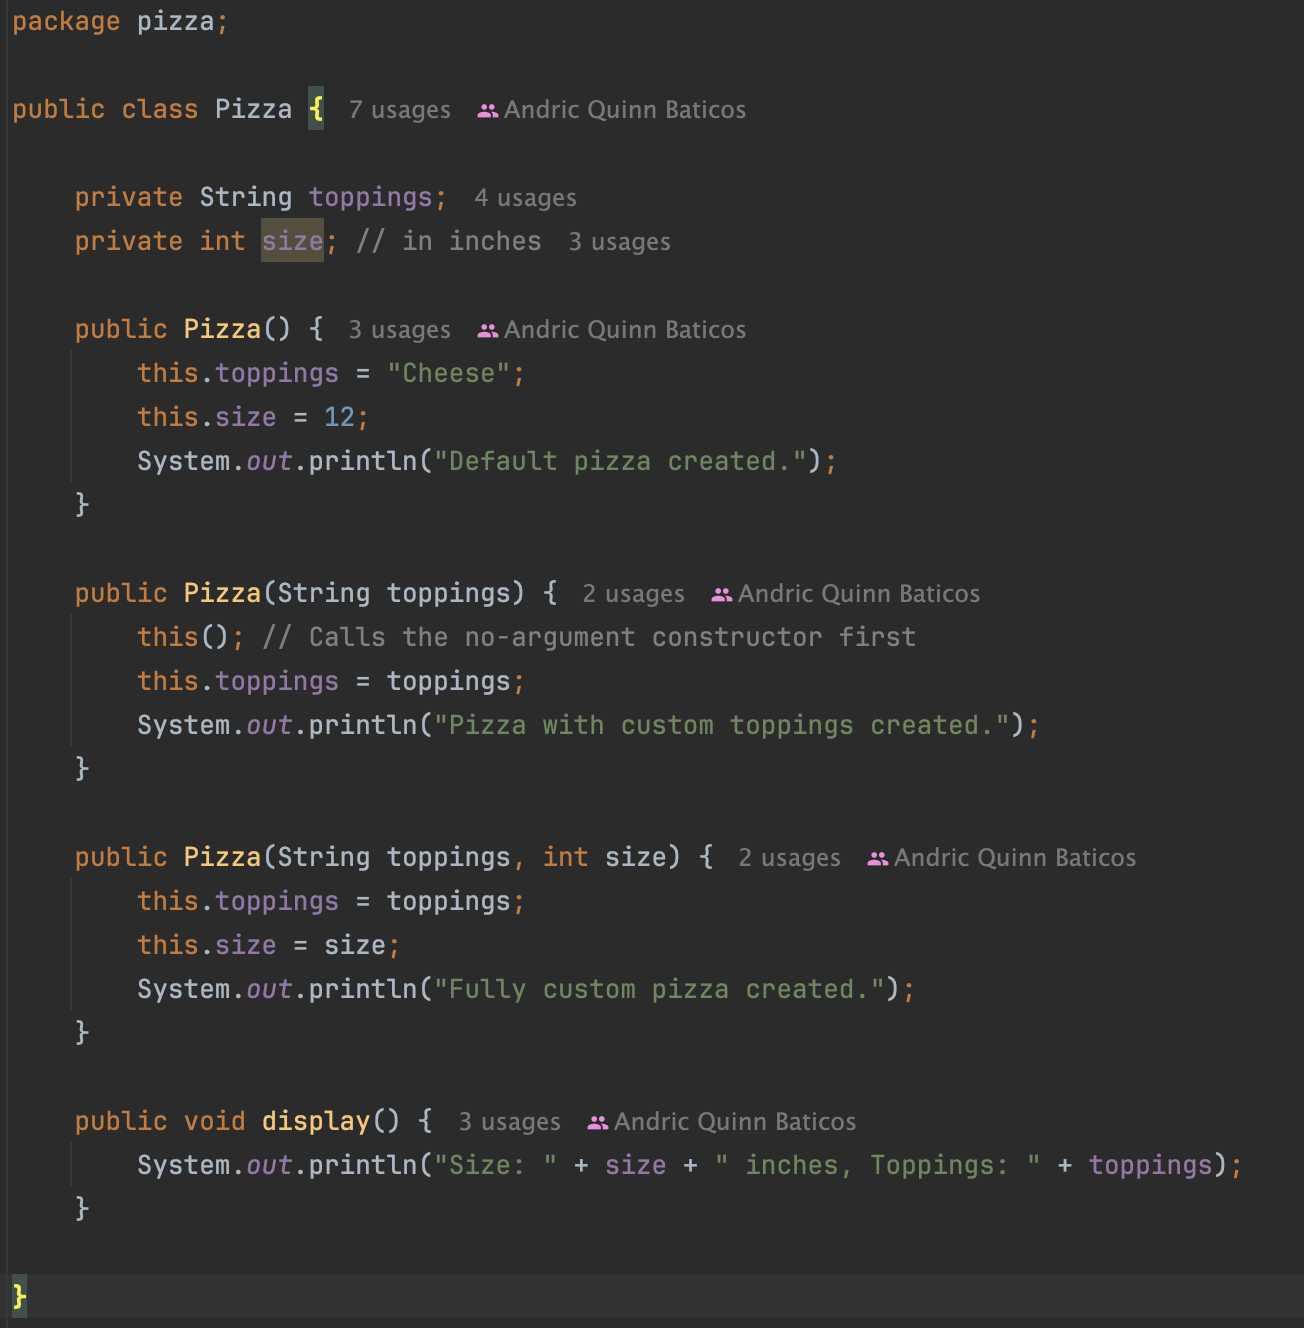 package pizza;
public class Pizza { 7 usages Andric Quinn Baticos
private String toppings; 4 usages
private int size; // in inches 3 usages
public Pizza() { 3 usages Andric Quinn Baticos
this.toppings = "Cheese";
this.size = 12;
System.out.println("Default pizza created.");
}
public Pizza(String toppings) { 2 usages Andric Quinn Baticos
this(); // Calls the no-argument constructor first
this.toppings = toppings;
System.out.println("Pizza with custom toppings created.");
}
public Pizza(String toppings, int size) { 2 usages Andric Quinn Baticos
this.toppings = toppings;
this.size = size;
System.out.println("Fully custom pizza created.");
}
public void display() { 3 usages Andric Quinn Baticos
System.out.println("Size: " + size + " inches, Toppings: " + toppings);
}
}